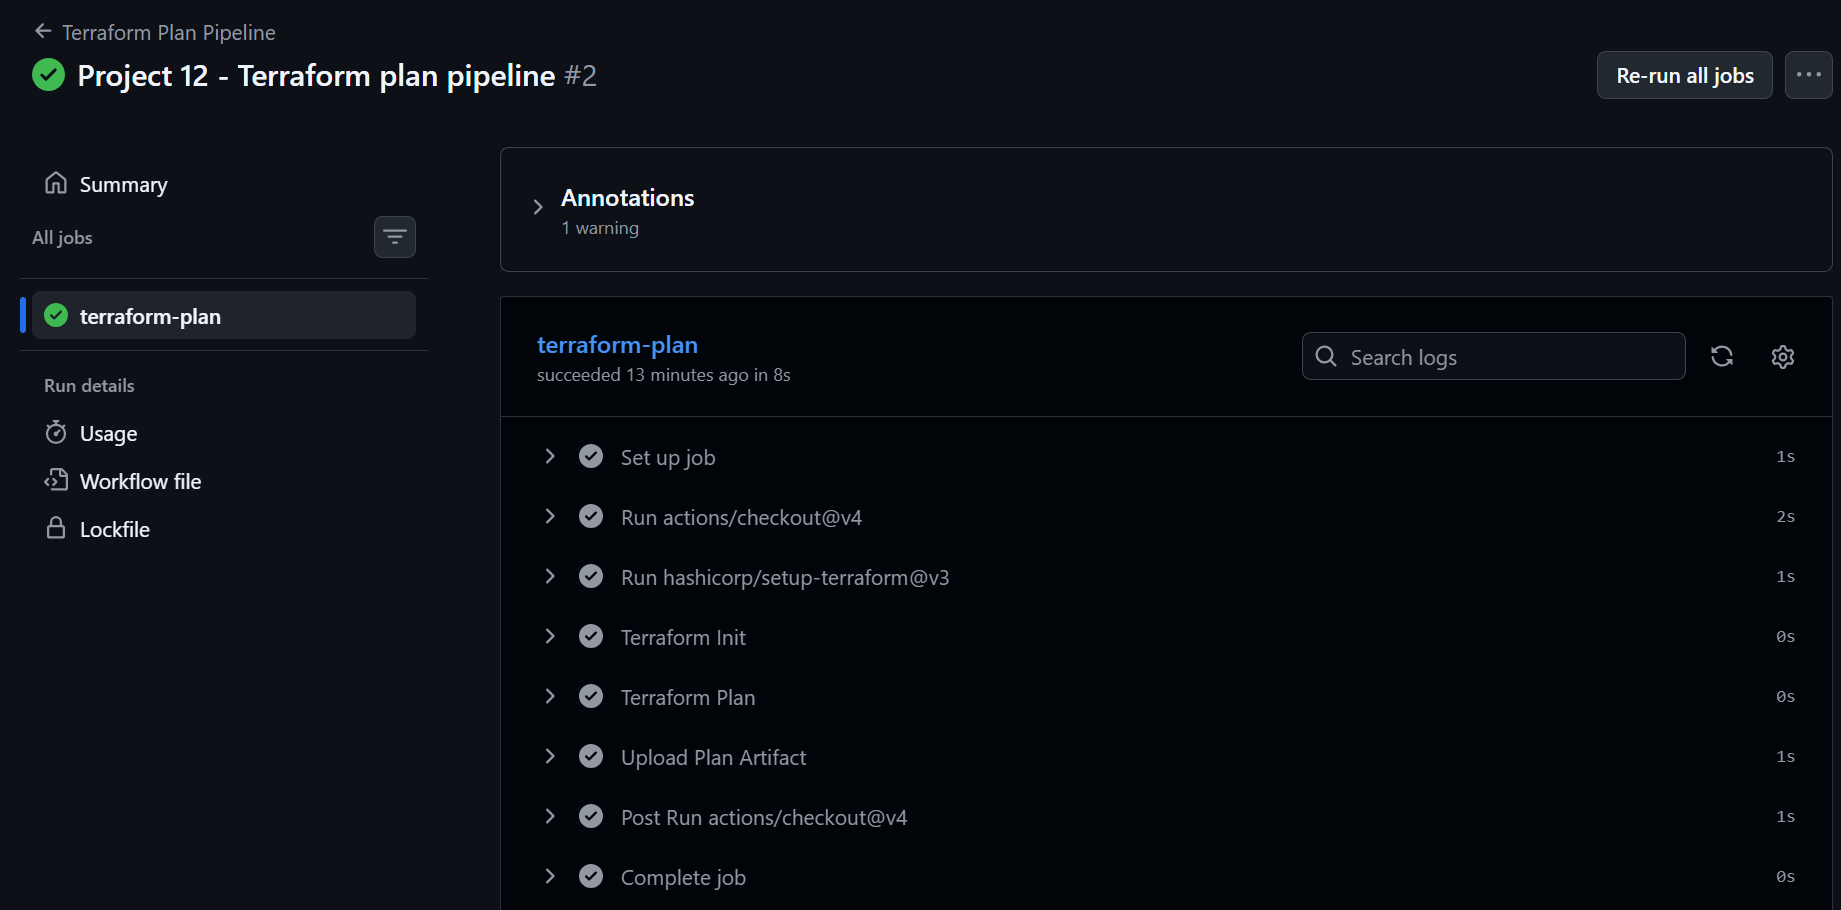 Terraform Plan Pipeline
Project 12 - Terraform plan pipeline #2
Re-run all jobs
Summary
All jobs
terraform-plan
Run details
Usage
Workflow file
Lockfile
Annotations
1 warning
terraform-plan
succeeded 13 minutes ago in 8s
Search logs
Set up job 1s
Run actions/checkout@v4 2s
Run hashicorp/setup-terraform@v3 1s
Terraform Init 0s
Terraform Plan 0s
Upload Plan Artifact 1s
Post Run actions/checkout@v4 1s
Complete job 0s